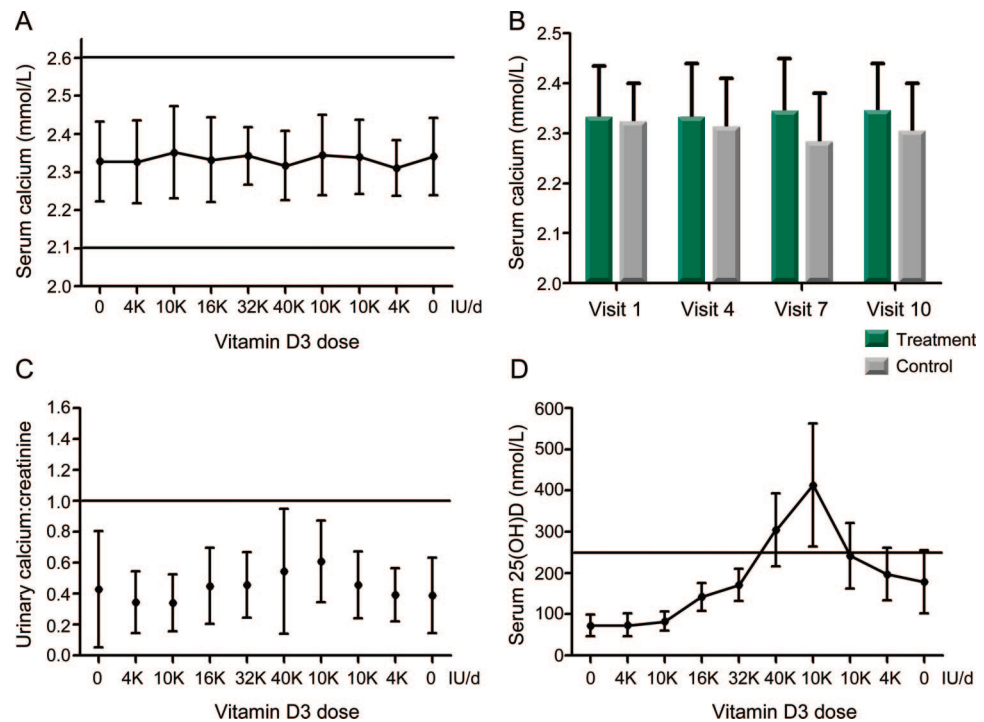 A
Serum calcium (mmol/L)
2.6
2.5
2.4
2.3
2.2
2.1
2.0
0 4K 10K 16K 32K 40K 10K 10K 4K 0 IU/d
Vitamin D3 dose
B
Serum calcium (mmol/L)
2.5
2.4
2.3
2.2
2.1
2.0
Visit 1 Visit 4 Visit 7 Visit 10
Treatment
Control
C
Urinary calcium:creatinine
1.6
1.4
1.2
1.0
0.8
0.6
0.4
0.2
0.0
0 4K 10K 16K 32K 40K 10K 10K 4K 0 IU/d
Vitamin D3 dose
D
Serum 25(OH)D (nmol/L)
600
500
400
300
200
100
0
0 4K 10K 16K 32K 40K 10K 10K 4K 0 IU/d
Vitamin D3 dose